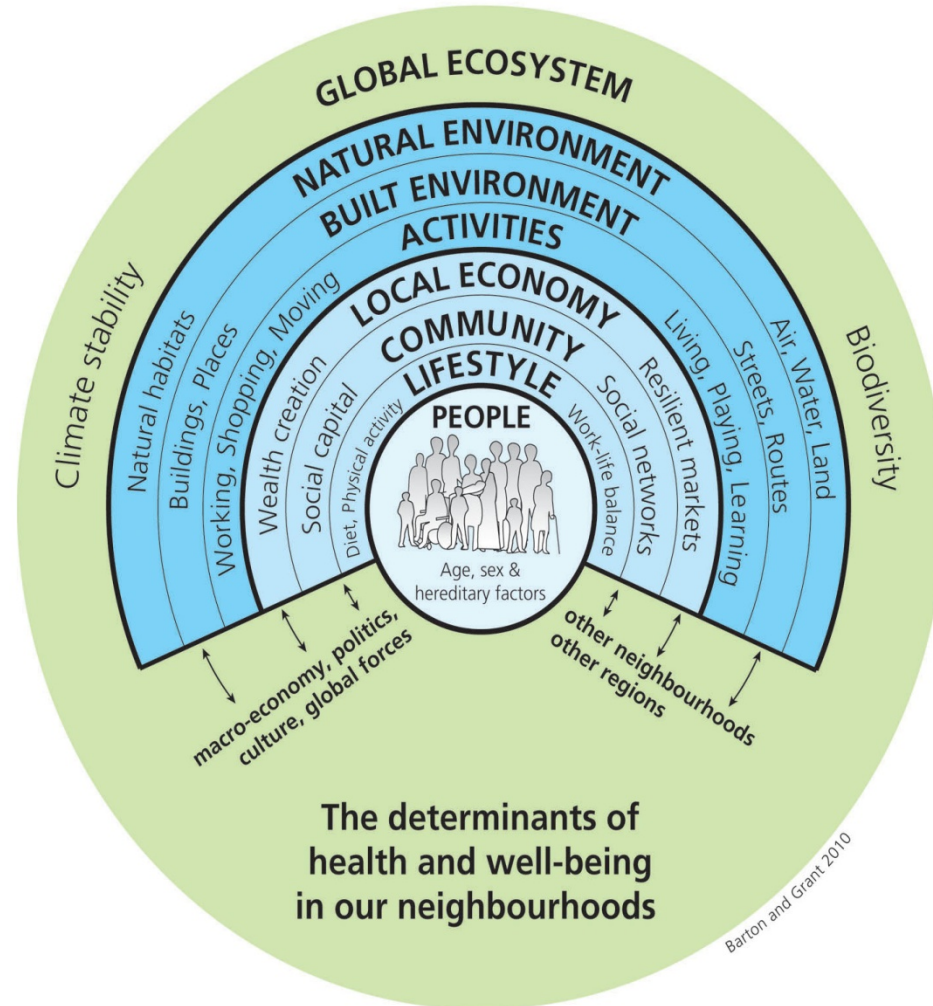 GLOBAL ECOSYSTEM
NATURAL ENVIRONMENT
BUILT ENVIRONMENT
ACTIVITIES
LOCAL ECONOMY
COMMUNITY
LIFESTYLE
PEOPLE
Age, sex &
hereditary factors
Climate stability
Natural habitats
Buildings, Places
Working, Shopping, Moving
Wealth creation
Social capital
Diet, Physical activity
Work-life balance
Social networks
Resilient markets
Living, Playing, Learning
Streets, Routes
Air, Water, Land
Biodiversity
macro-economy, politics,
culture, global forces
other neighbourhoods
other regions
The determinants of
health and well-being
in our neighbourhoods
Barton and Grant 2010